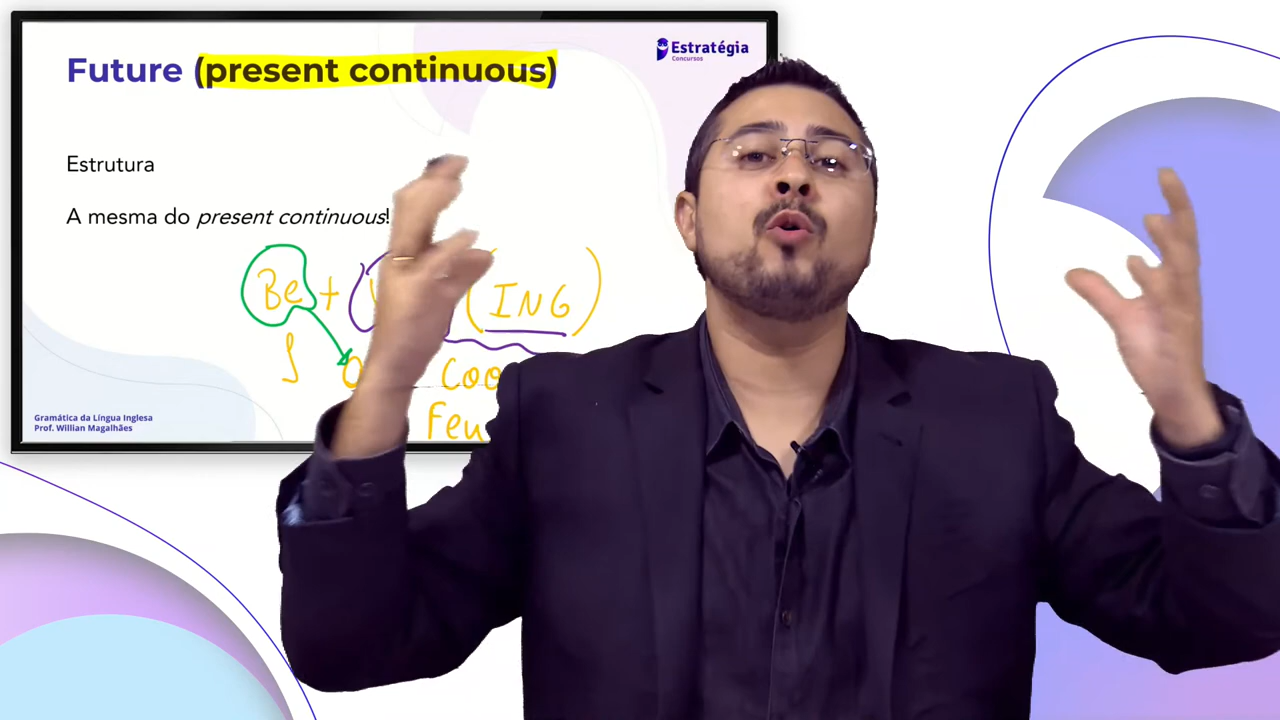 Future (present continuous)
Estratégia
Concursos
Estrutura
A mesma do present continuous!
Be + (ING)
Gramática da Língua Inglesa
Prof. Willian Magalhães